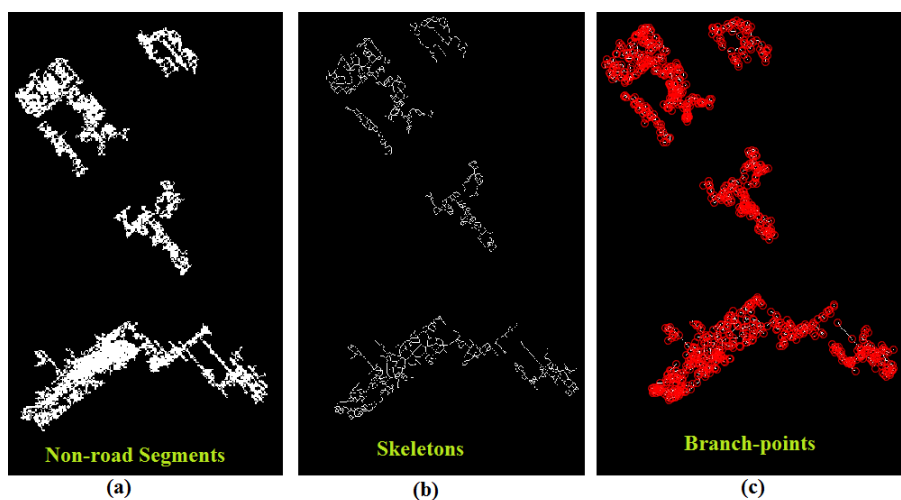 Non-road Segments
Skeletons
Branch-points
(a)
(b)
(c)